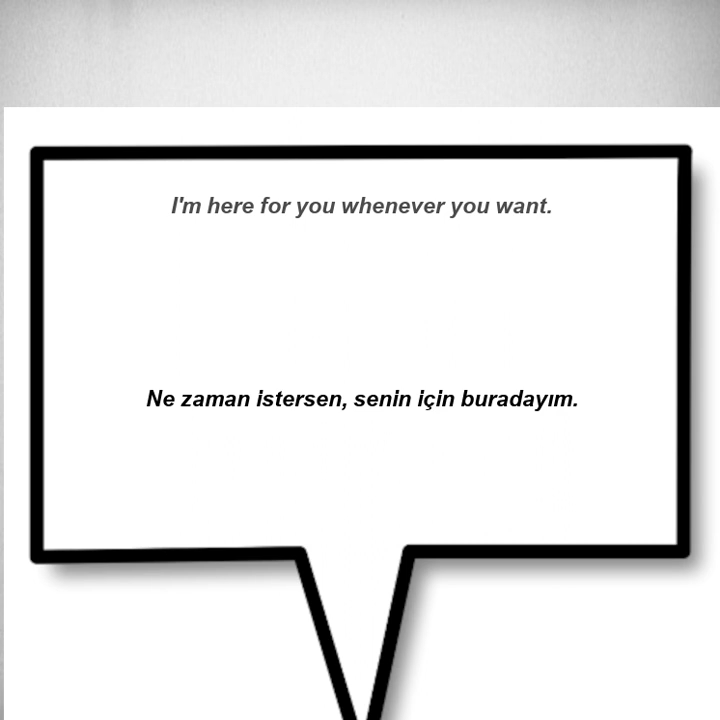 I'm here for you whenever you want.
Ne zaman istersen, senin için buradayım.